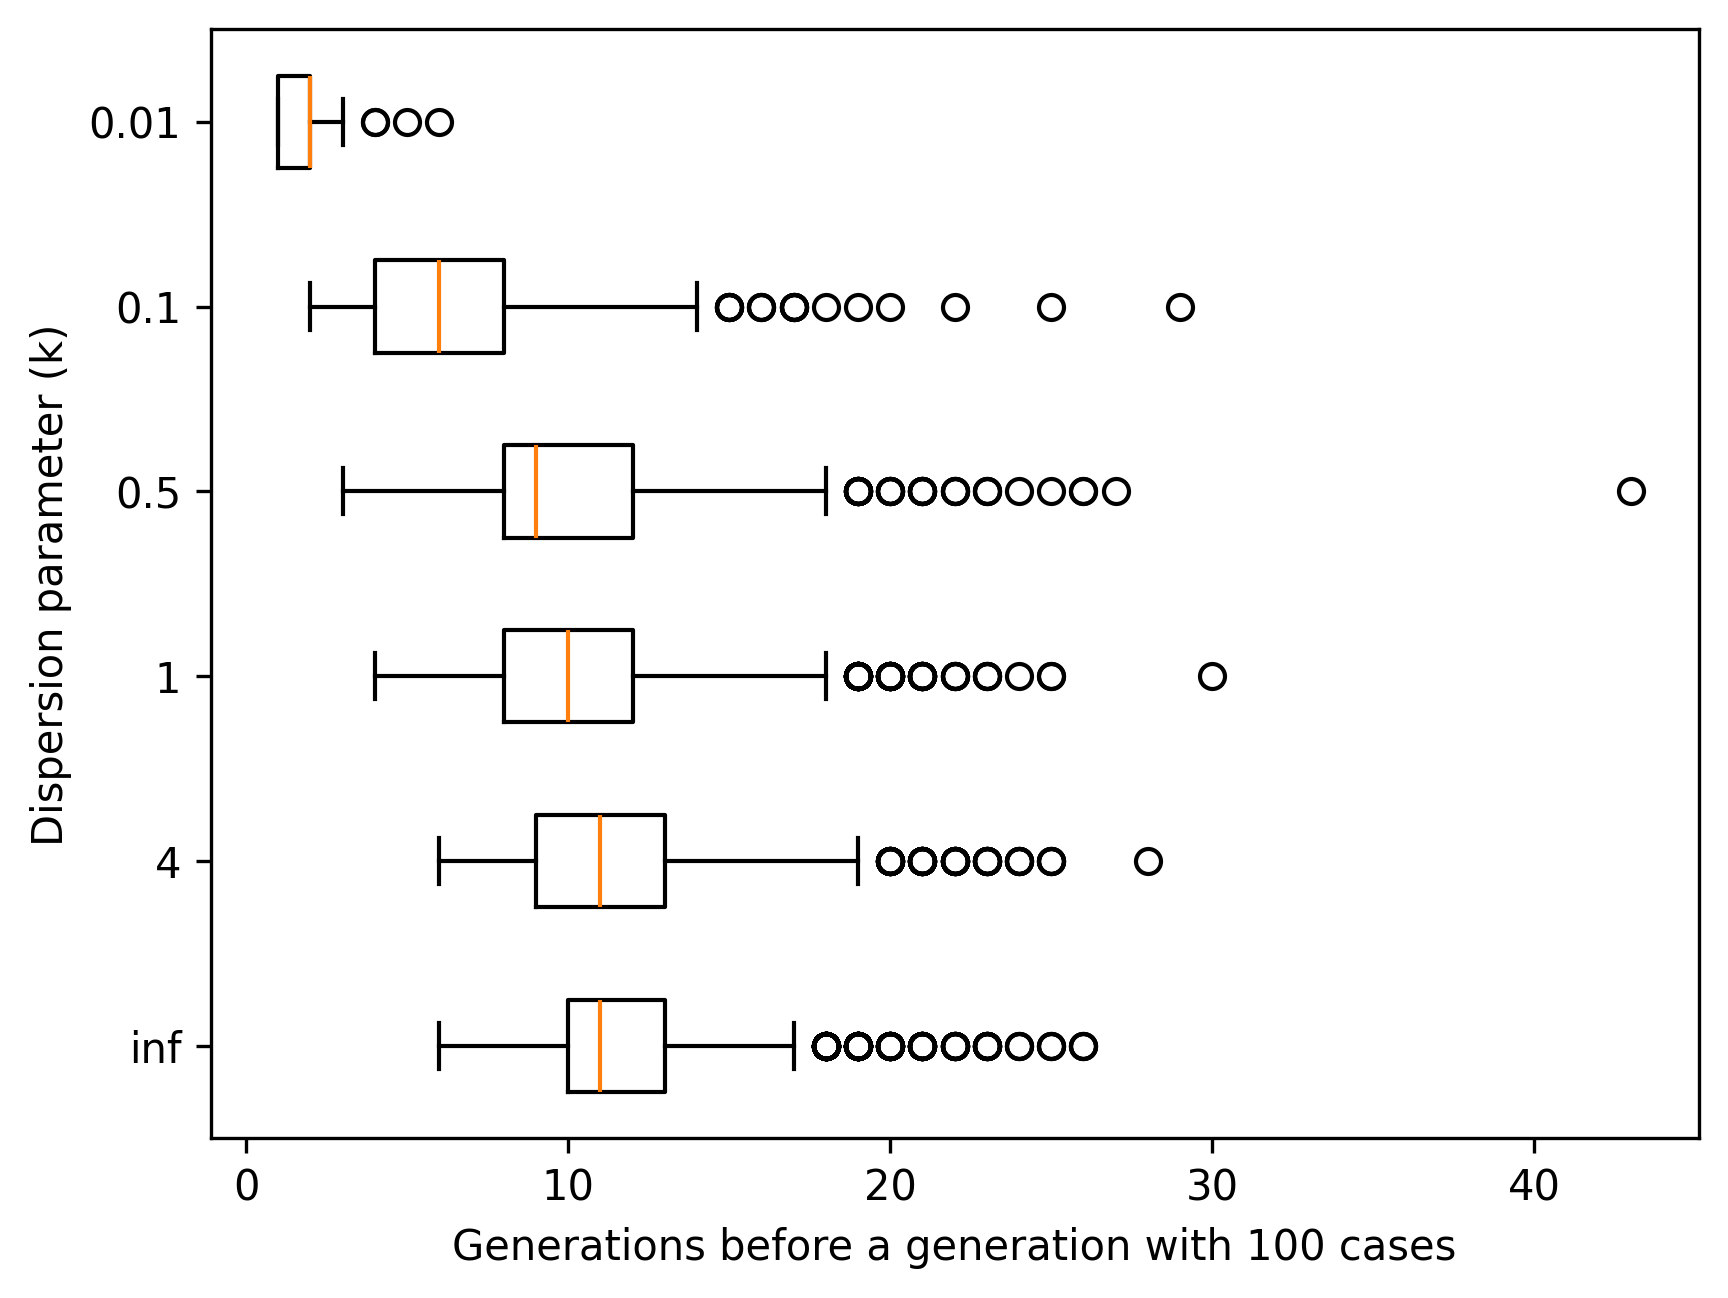 Dispersion parameter (k)
0.01
0.1
0.5
1
4
inf
0 10 20 30 40
Generations before a generation with 100 cases